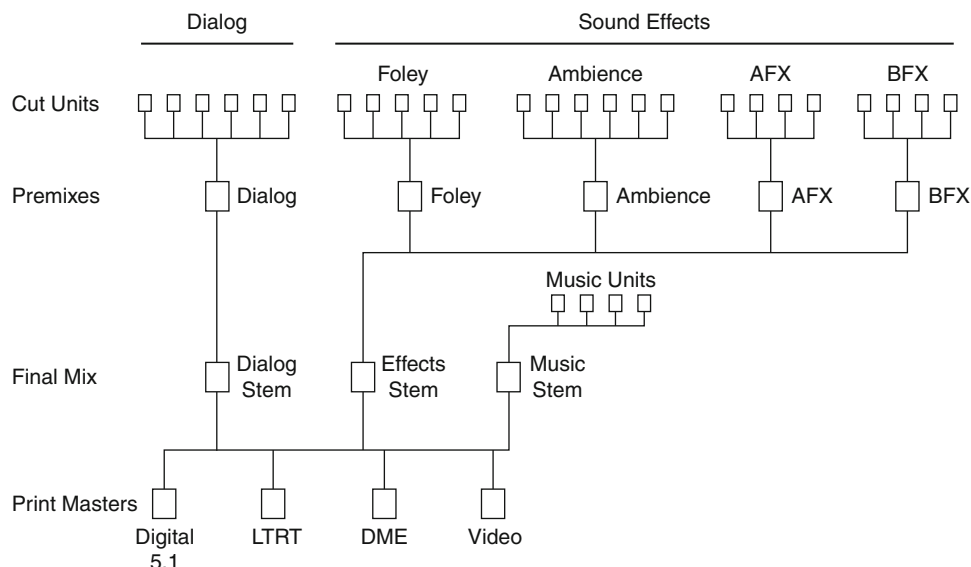 Dialog Sound Effects
Foley Ambience AFX BFX
Cut Units
Premixes Dialog Foley Ambience AFX BFX
Music Units
Final Mix Dialog Stem Effects Stem Music Stem
Print Masters
Digital 5.1 LTRT DME Video